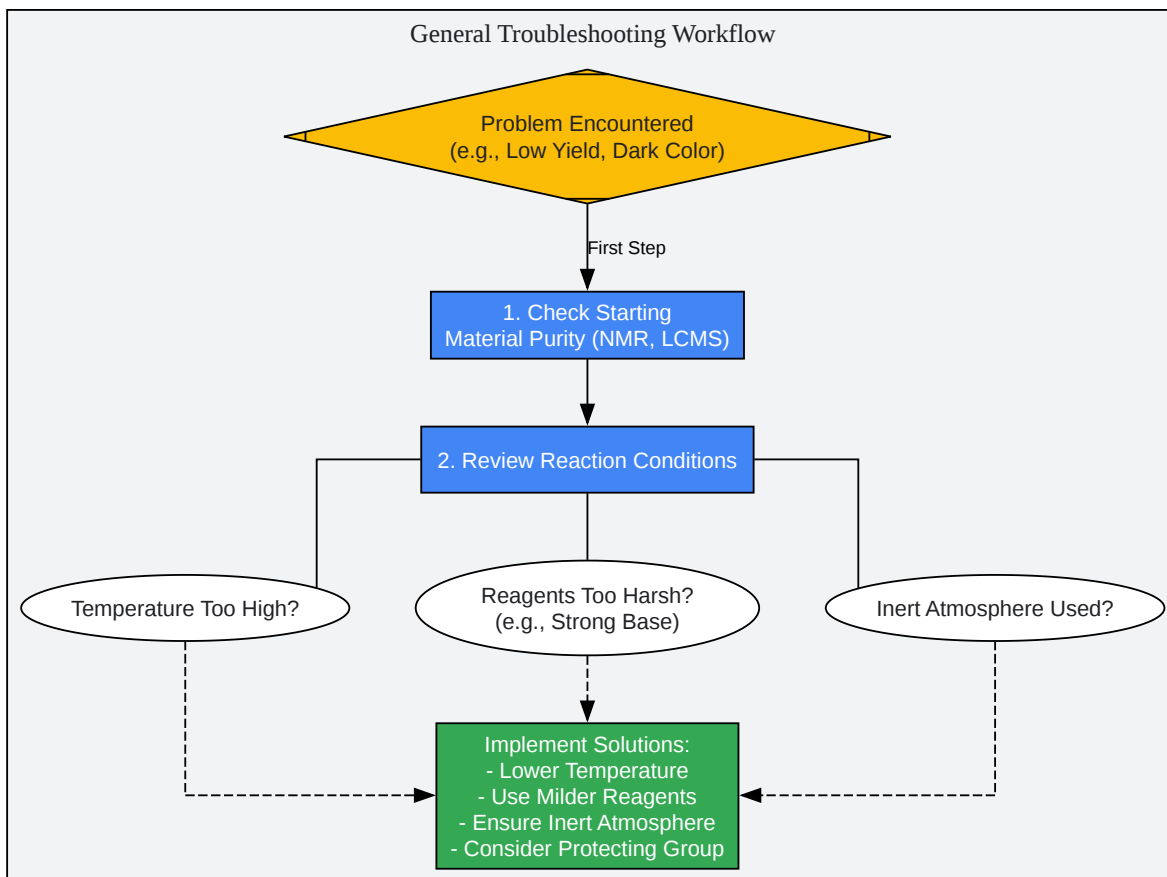 General Troubleshooting Workflow
Problem Encountered
(e.g., Low Yield, Dark Color)
First Step
1. Check Starting
Material Purity (NMR, LCMS)
2. Review Reaction Conditions
Temperature Too High?
Reagents Too Harsh?
(e.g., Strong Base)
Inert Atmosphere Used?
Implement Solutions:
- Lower Temperature
- Use Milder Reagents
- Ensure Inert Atmosphere
- Consider Protecting Group